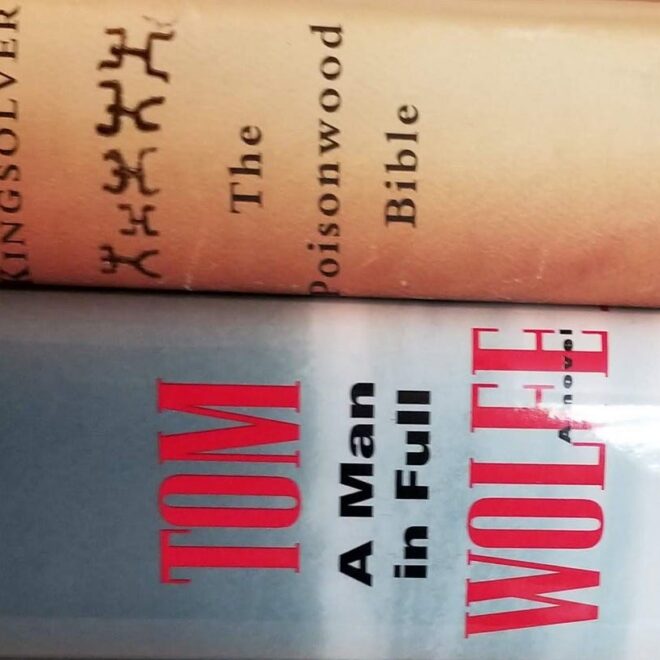 KINGSOLVER
The
Poisonwood
Bible
TOM
A Man
in Full
WOLFE
A novel